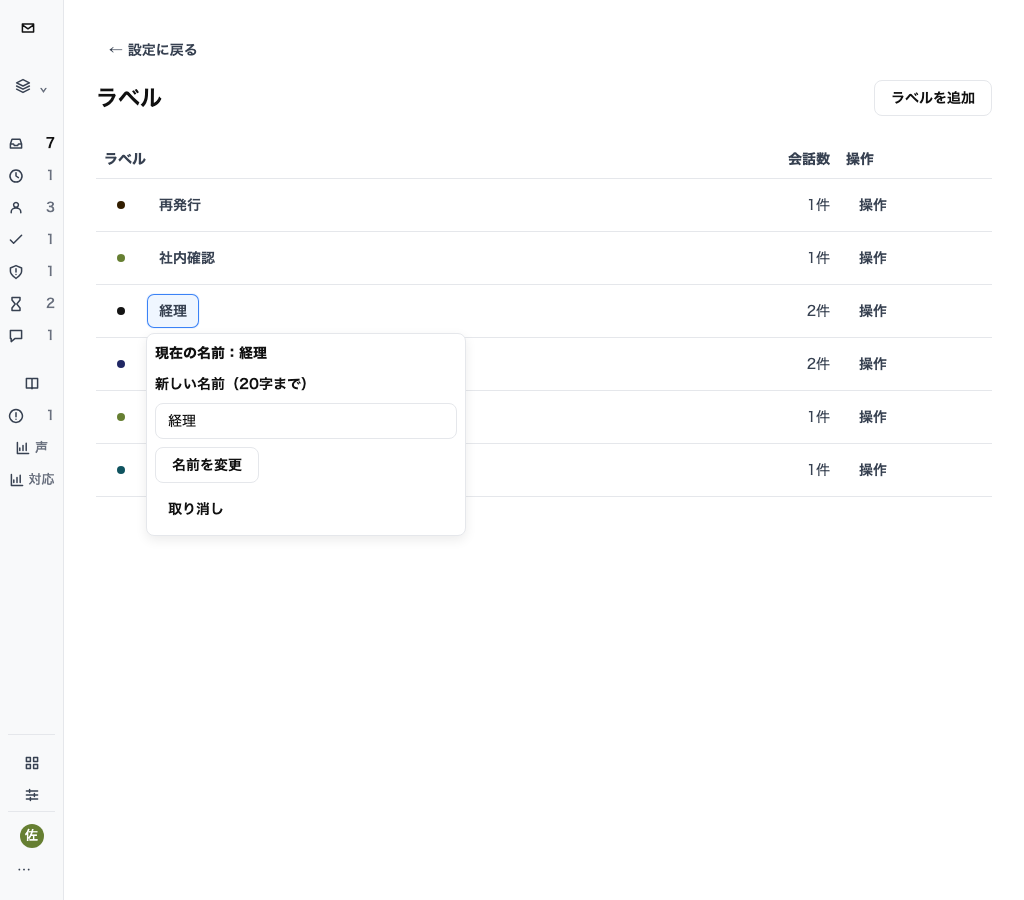 ← 設定に戻る
ラベル
ラベルを追加
ラベル 会話数 操作
再発行 1件 操作
社内確認 1件 操作
経理 2件 操作
現在の名前：経理
2件 操作
新しい名前（20字まで）
経理
1件 操作
名前を変更
1件 操作
取り消し
7
1
3
1
1
2
1
1
声
対応
佐
…